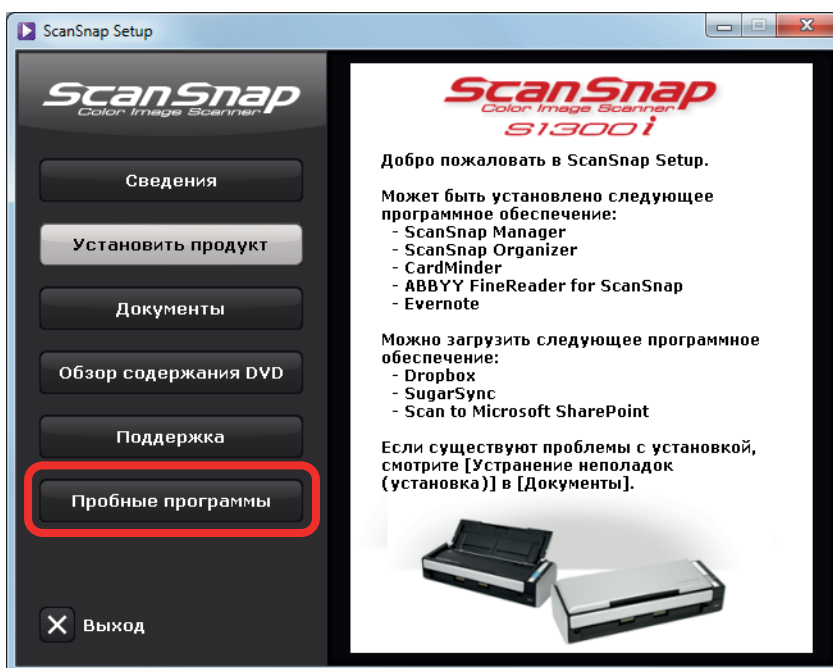 ScanSnap Setup
ScanSnap
Color Image Scanner
Сведения
Установить продукт
Документы
Обзор содержания DVD
Поддержка
Пробные программы
Выход
ScanSnap
Color Image Scanner
S1300i
Добро пожаловать в ScanSnap Setup.
Может быть установлено следующее
программное обеспечение:
- ScanSnap Manager
- ScanSnap Organizer
- CardMinder
- ABBYY FineReader for ScanSnap
- Evernote
Можно загрузить следующее программное
обеспечение:
- Dropbox
- SugarSync
- Scan to Microsoft SharePoint
Если существуют проблемы с установкой,
смотрите [Устранение неполадок
(установка)] в [Документы].